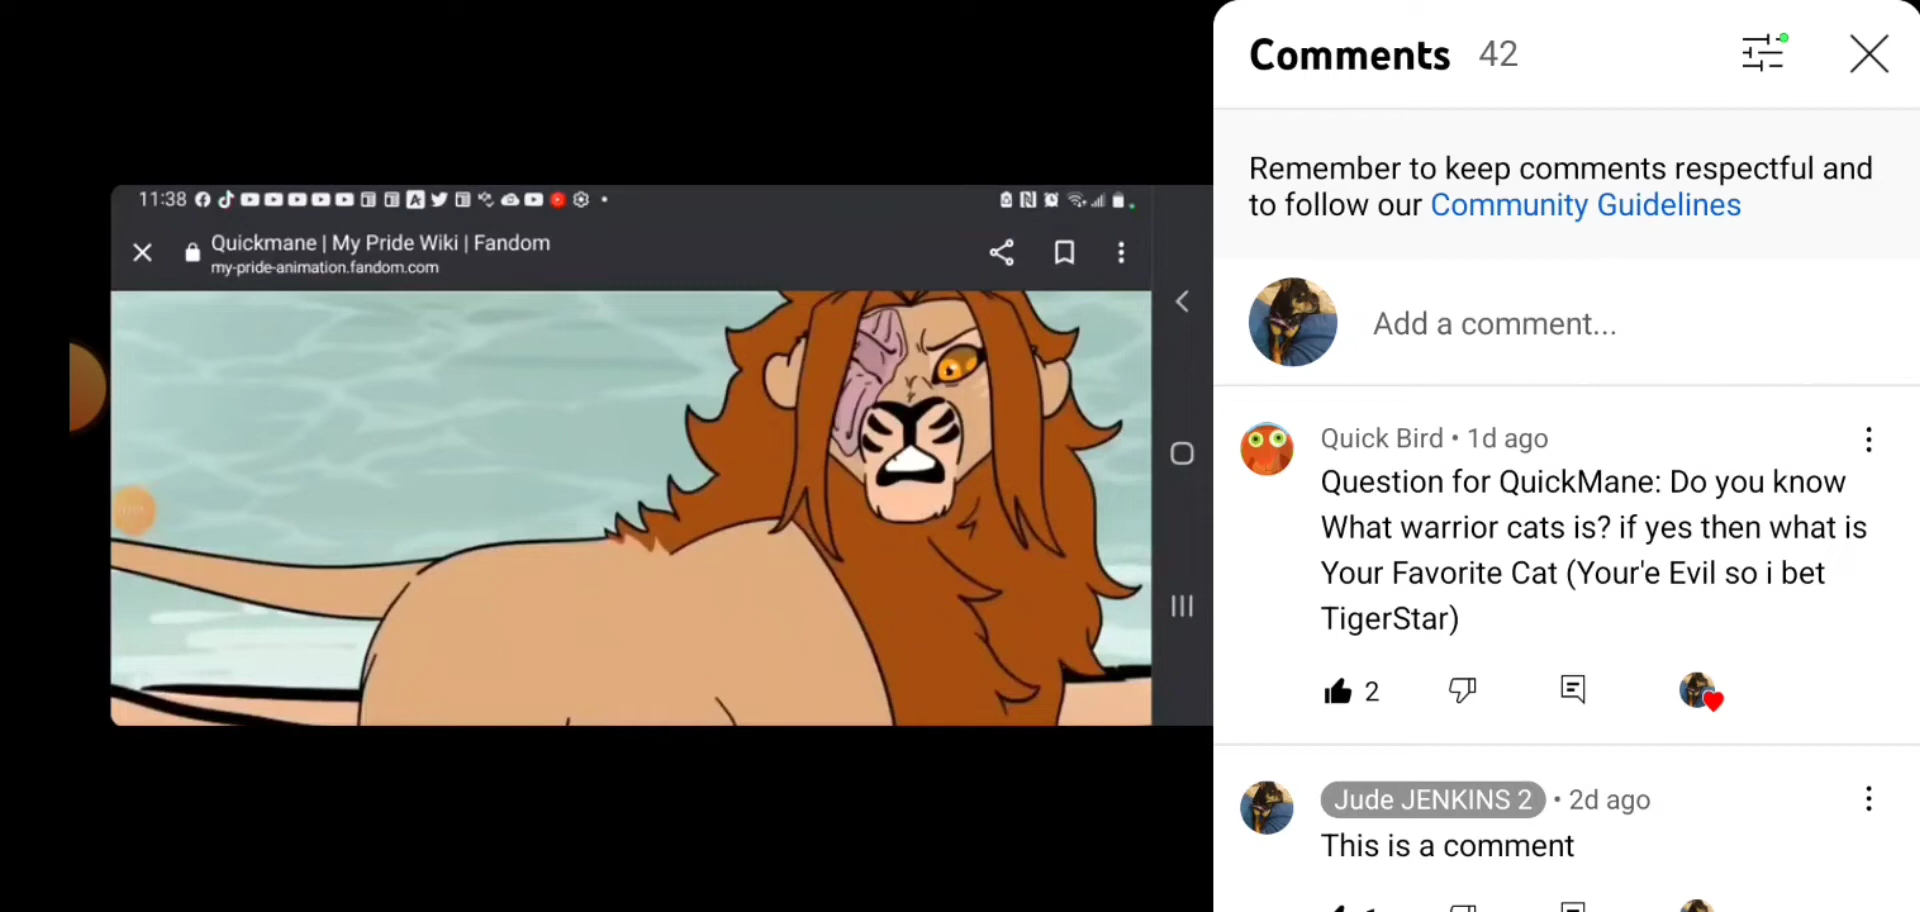 11:38
Quickmane | My Pride Wiki | Fandom
my-pride-animation.fandom.com
Comments 42
Remember to keep comments respectful and
to follow our Community Guidelines
Add a comment...
Quick Bird • 1d ago
Question for QuickMane: Do you know
What warrior cats is? if yes then what is
Your Favorite Cat (Your'e Evil so i bet
TigerStar)
2
Jude JENKINS 2 • 2d ago
This is a comment